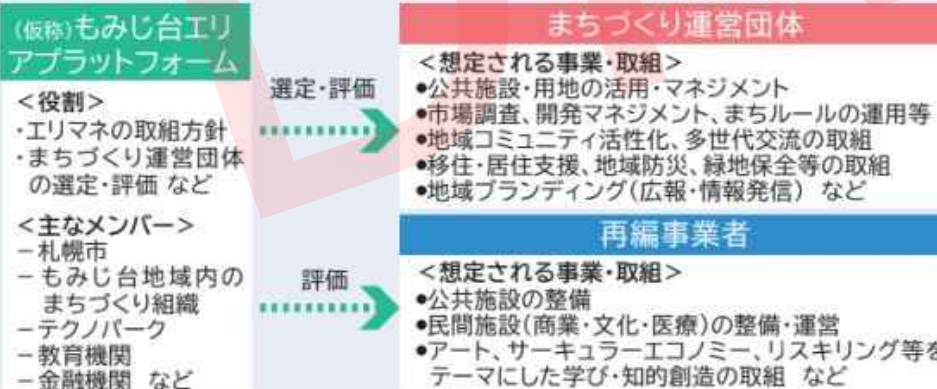 (仮称)もみじ台エリ
アプラットフォーム
<役割>
・エリマネの取組方針
・まちづくり運営団体
の選定・評価 など
<主なメンバー>
－札幌市
－もみじ台地域内の
まちづくり組織
－テクノパーク
－教育機関
－金融機関 など
選定・評価
評価
まちづくり運営団体
<想定される事業・取組>
●公共施設・用地の活用・マネジメント
●市場調査、開発マネジメント、まちルールの運用等
●地域コミュニティ活性化、多世代交流の取組
●移住・居住支援、地域防災、緑地保全等の取組
●地域ブランディング(広報・情報発信) など
再編事業者
<想定される事業・取組>
●公共施設の整備
●民間施設(商業・文化・医療)の整備・運営
●アート、サーキュラーエコノミー、リスキリング等を
テーマにした学び・知的創造の取組 など